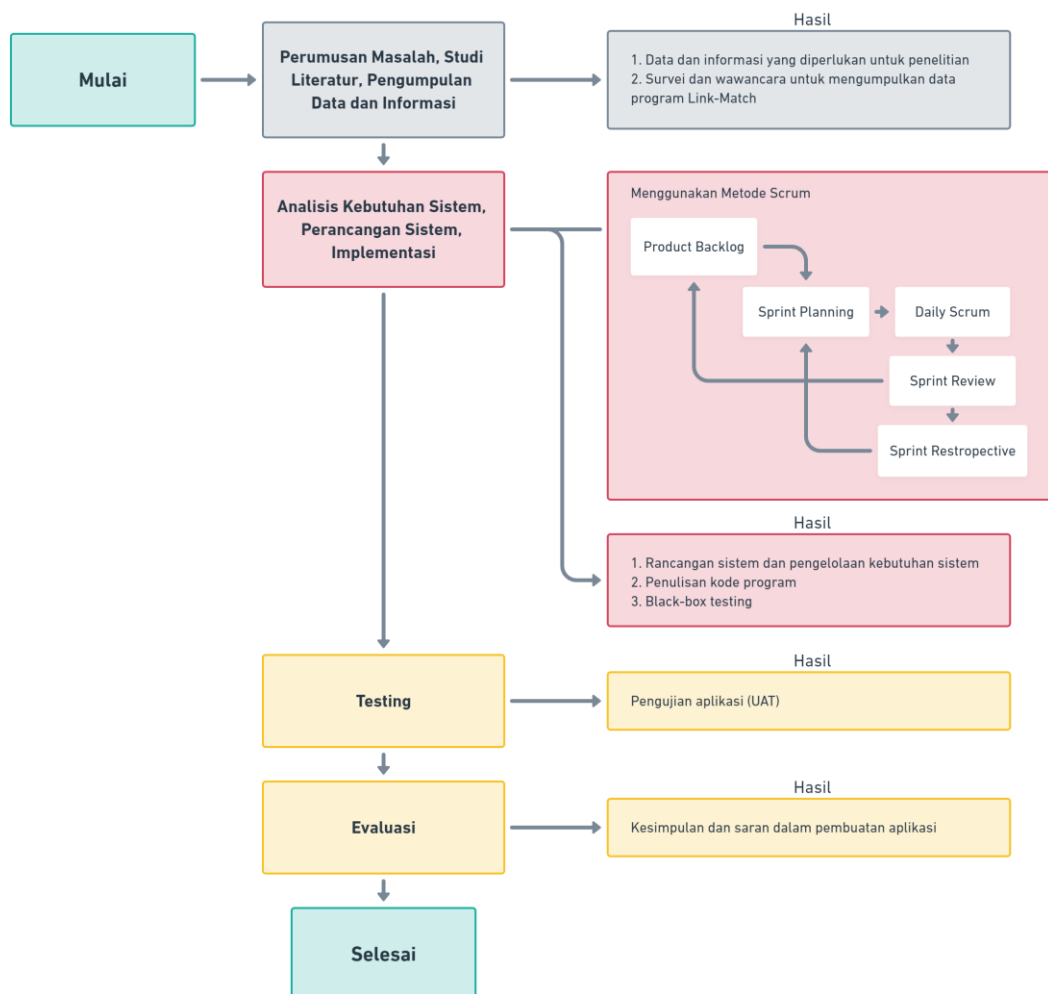 Hasil
Mulai
Perumusan Masalah, Studi
Literatur, Pengumpulan
Data dan Informasi
1. Data dan informasi yang diperlukan untuk penelitian
2. Survei dan wawancara untuk mengumpulkan data
program Link-Match
Analisis Kebutuhan Sistem,
Perancangan Sistem,
Implementasi
Menggunakan Metode Scrum
Product Backlog
Sprint Planning
Daily Scrum
Sprint Review
Sprint Restropective
Hasil
1. Rancangan sistem dan pengelolaan kebutuhan sistem
2. Penulisan kode program
3. Black-box testing
Hasil
Testing
Pengujian aplikasi (UAT)
Hasil
Evaluasi
Kesimpulan dan saran dalam pembuatan aplikasi
Selesai